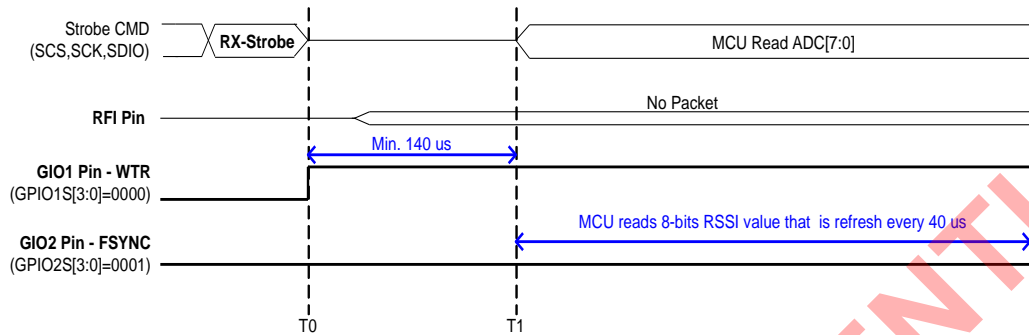 Strobe CMD
(SCS,SCK,SDIO)
RX-Strobe
MCU Read ADC[7:0]
RFI Pin
No Packet
Min. 140 us
GIO1 Pin - WTR
(GPIO1S[3:0]=0000)
MCU reads 8-bits RSSI value that is refresh every 40 us
GIO2 Pin - FSYNC
(GPIO2S[3:0]=0001)
T0
T1